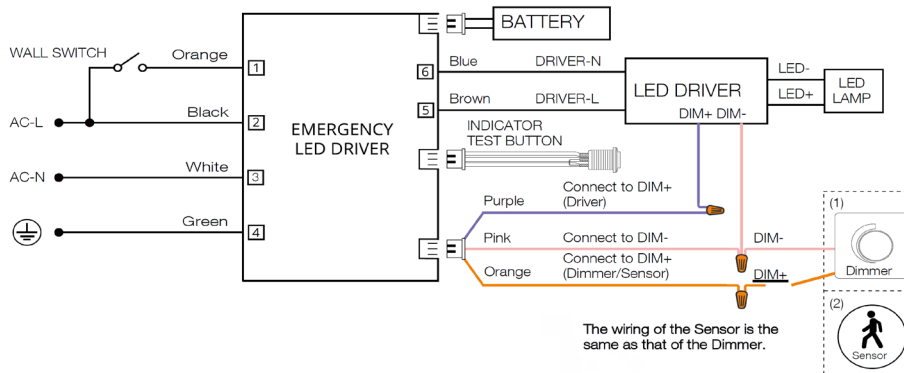 BATTERY
WALL SWITCH
Orange
1
6
Blue
DRIVER-N
LED DRIVER
LED-
LED+
LED
LAMP
Black
2
5
Brown
DRIVER-L
DIM+ DIM-
AC-L
EMERGENCY
LED DRIVER
INDICATOR
TEST BUTTON
White
3
AC-N
Green
4
Purple
Connect to DIM+
(Driver)
Pink
Connect to DIM-
DIM-
Orange
Connect to DIM+
(Dimmer/Sensor)
DIM+
(1)
Dimmer
(2)
Sensor
The wiring of the Sensor is the
same as that of the Dimmer.